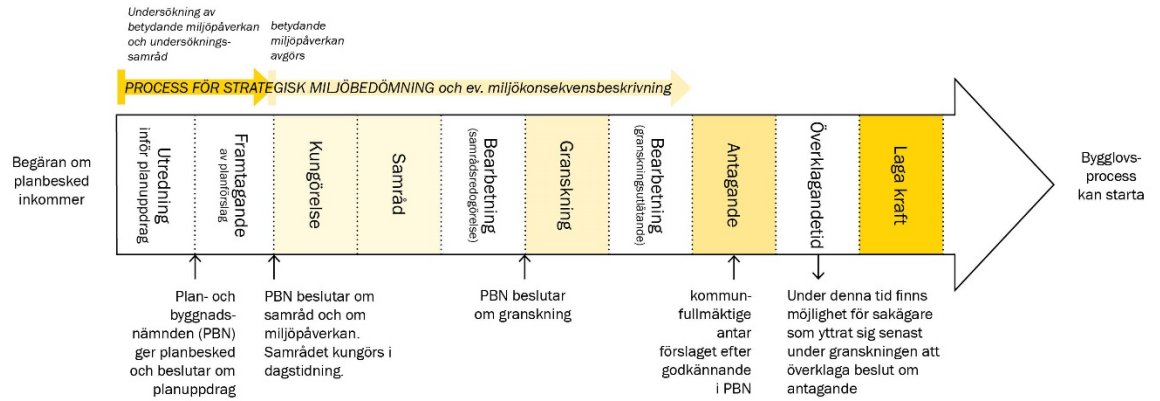 Undersökning av
betydande miljöpåverkan
och undersöknings-
samråd
betydande
miljöpåverkan
avgörs
PROCESS FÖR STRATEGISK MILJÖBEDÖMNING och ev. miljökonsekvensbeskrivning
Begäran om
planbesked
inkommer
Utredning
inför planuppdrag
Framtagande
av planförslag
Kungörelse
Samråd
Bearbetning
(samrådsredogörelse)
Granskning
Bearbetning
(granskningsutlåtande)
Antagande
Överklagandetid
Laga kraft
Bygglovs-
process
kan starta
Plan- och
byggnads-
nämnden (PBN)
ger planbesked
och beslutar om
planuppdrag
PBN beslutar om
samråd och om
miljöpåverkan.
Samrådet kungörs i
dagstidning.
PBN beslutar
om granskning
kommun-
fullmäktige
antar
förslaget efter
godkännande
i PBN
Under denna tid finns
möjlighet för sakägare
som yttrat sig senast
under granskningen att
överklaga beslut om
antagande